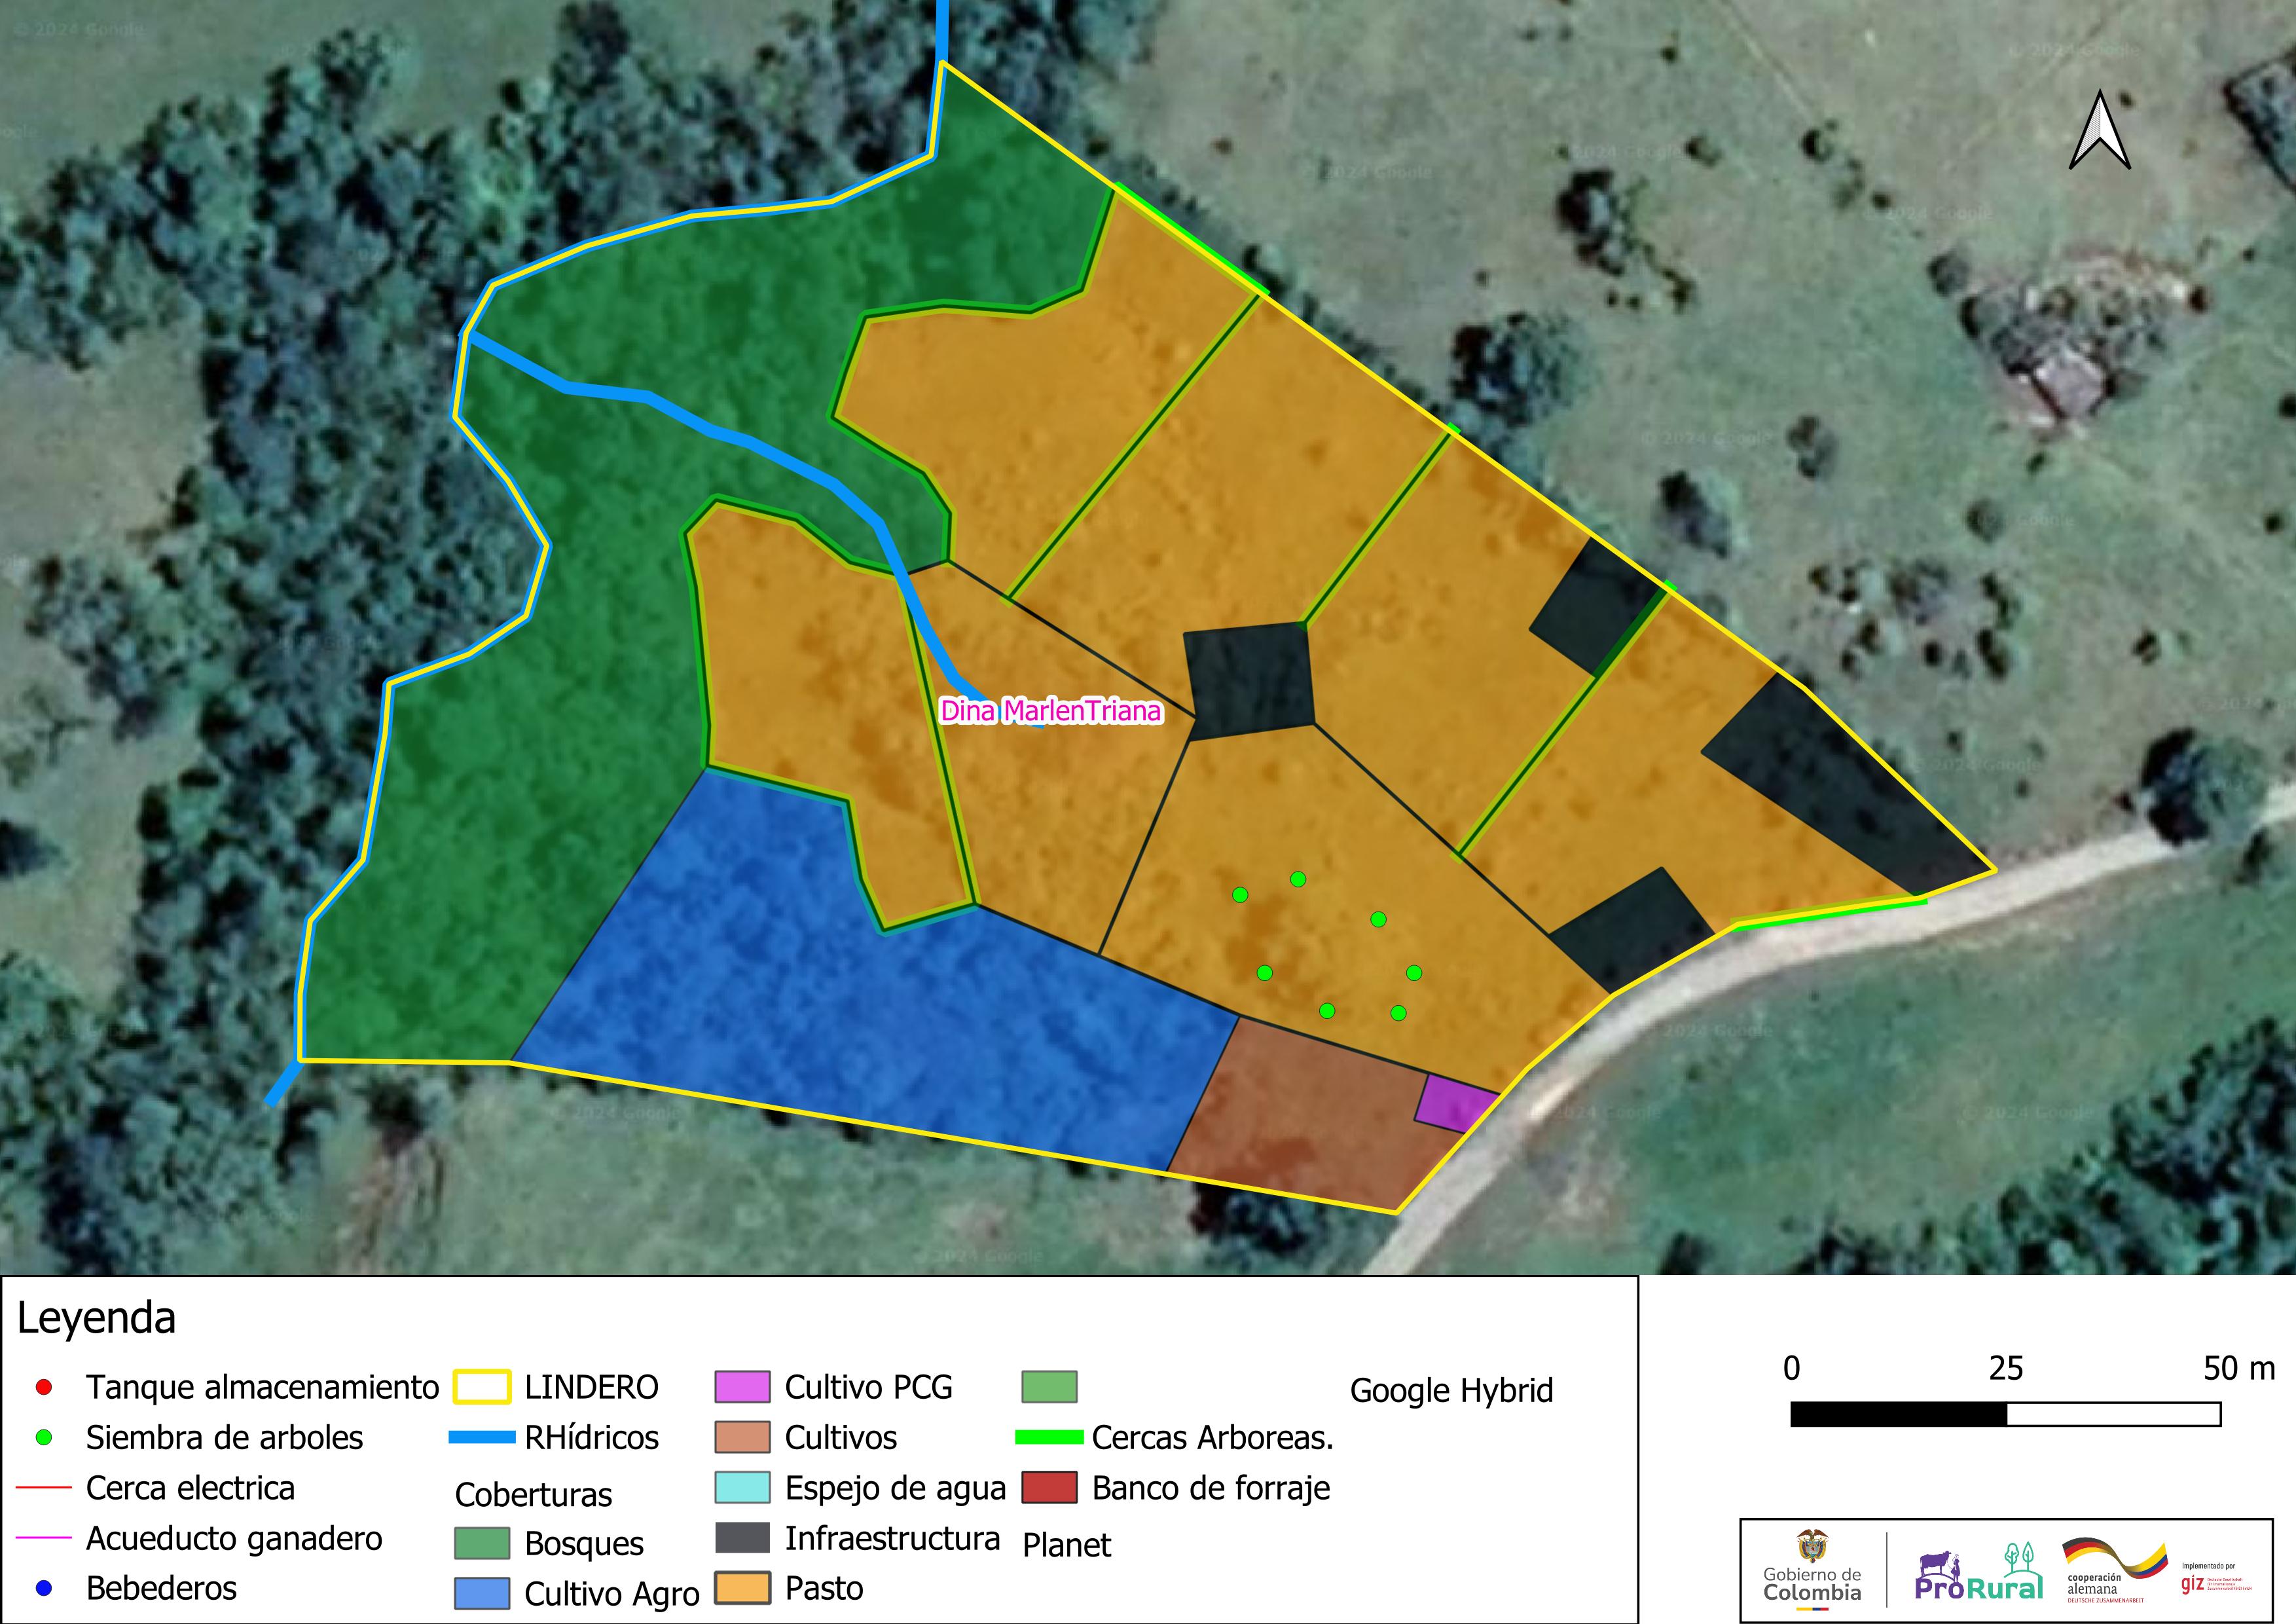 © 2024 Google
Dina MarlenTriana
Leyenda
Tanque almacenamiento
Siembra de arboles
Cerca electrica
Acueducto ganadero
Bebederos
LINDERO
RHídricos
Coberturas
Bosques
Cultivo Agro
Cultivo PCG
Cultivos
Espejo de agua
Infraestructura
Pasto
Cercas Arboreas.
Banco de forraje
Planet
Google Hybrid
0 25 50 m
Gobierno de
Colombia
ProRural
cooperación
alemana
DEUTSCHE ZUSAMMENARBEIT
Implementado por
giz